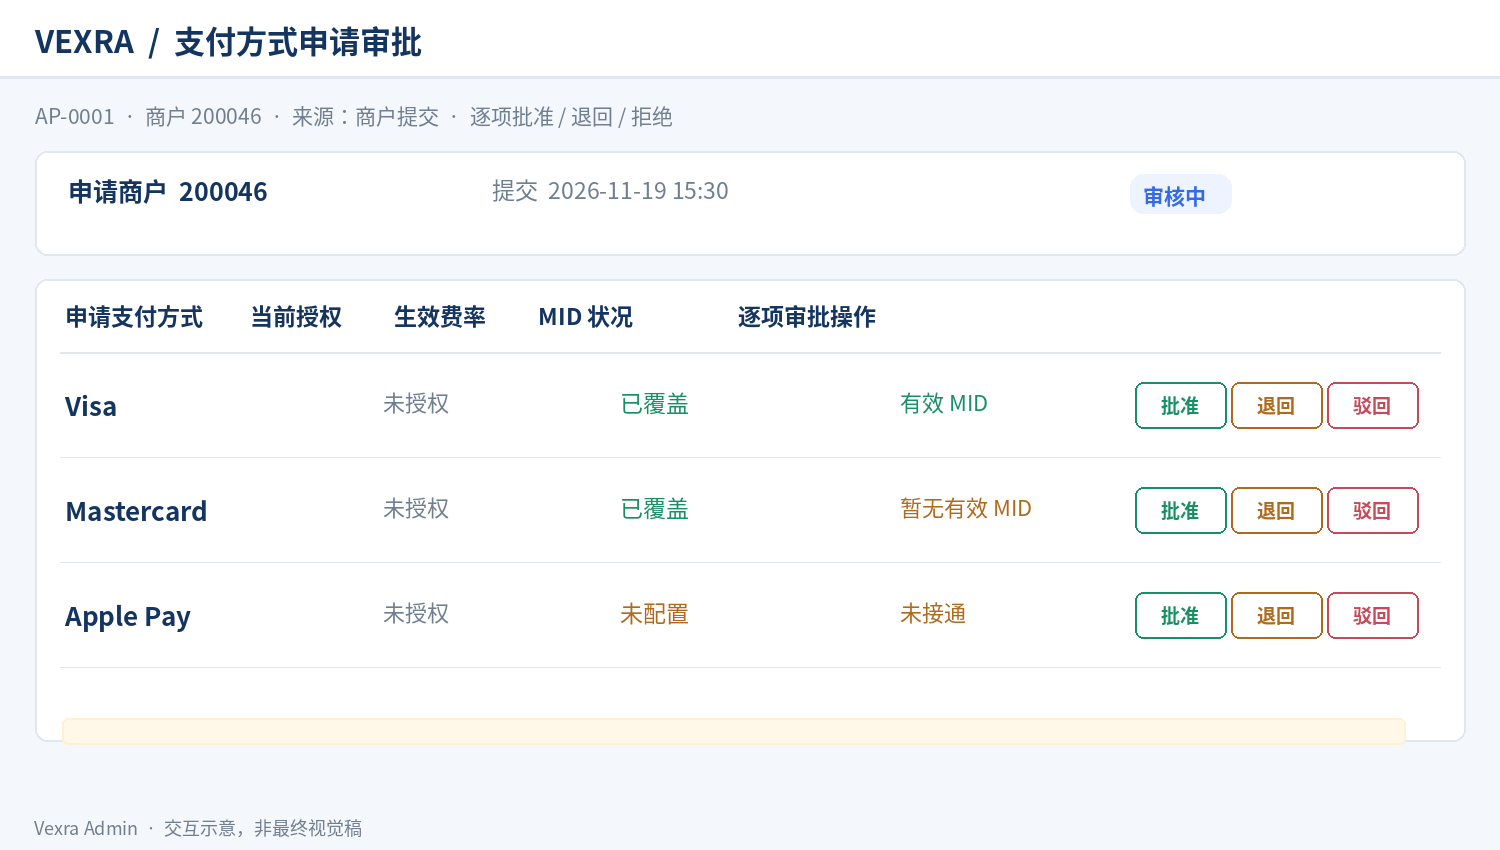 VEXRA / 支付方式申请审批
AP-0001 · 商户 200046 · 来源：商户提交 · 逐项批准 / 退回 / 拒绝
申请商户 200046 提交 2026-11-19 15:30 审核中
申请支付方式 当前授权 生效费率 MID 状况 逐项审批操作
Visa 未授权 已覆盖 有效 MID 批准 退回 驳回
Mastercard 未授权 已覆盖 暂无有效 MID 批准 退回 驳回
Apple Pay 未授权 未配置 未接通 批准 退回 驳回
Vexra Admin · 交互示意，非最终视觉稿